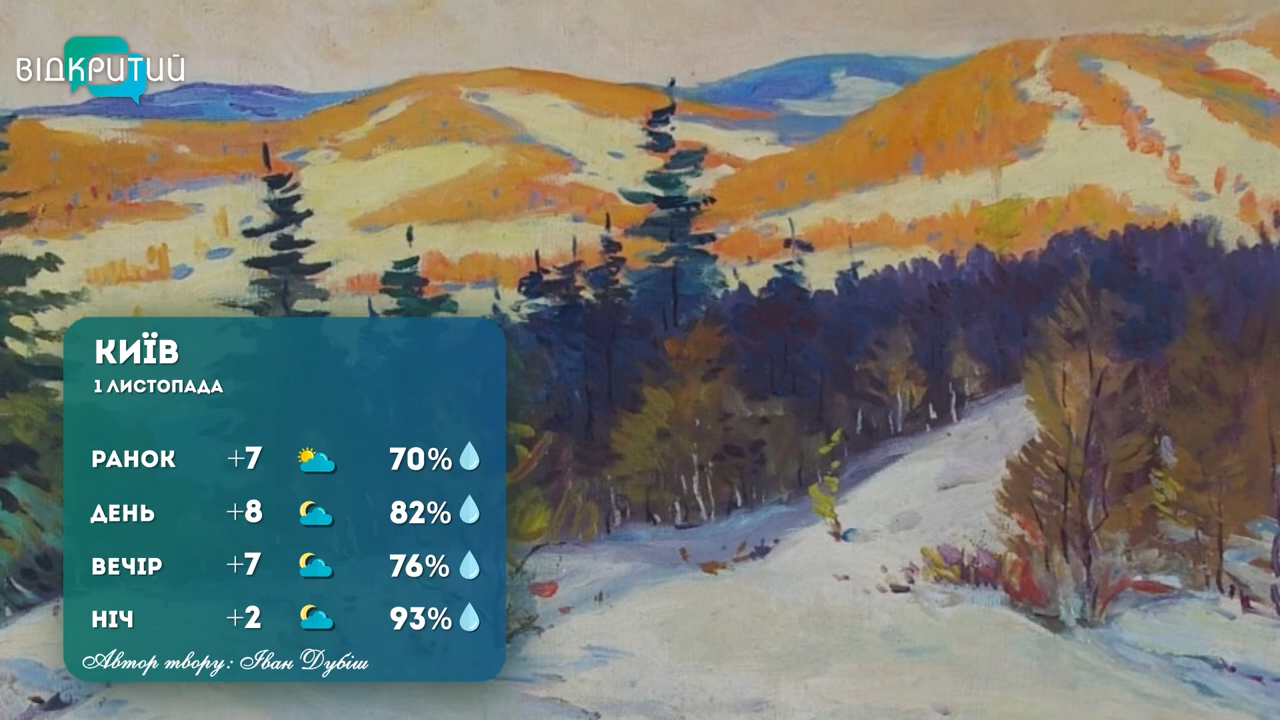 ВІДКРИТИЙ
КИЇВ
1 ЛИСТОПАДА
РАНОК +7 70%
ДЕНЬ +8 82%
ВЕЧІР +7 76%
НІЧ +2 93%
Автор твору: Іван Дубіш